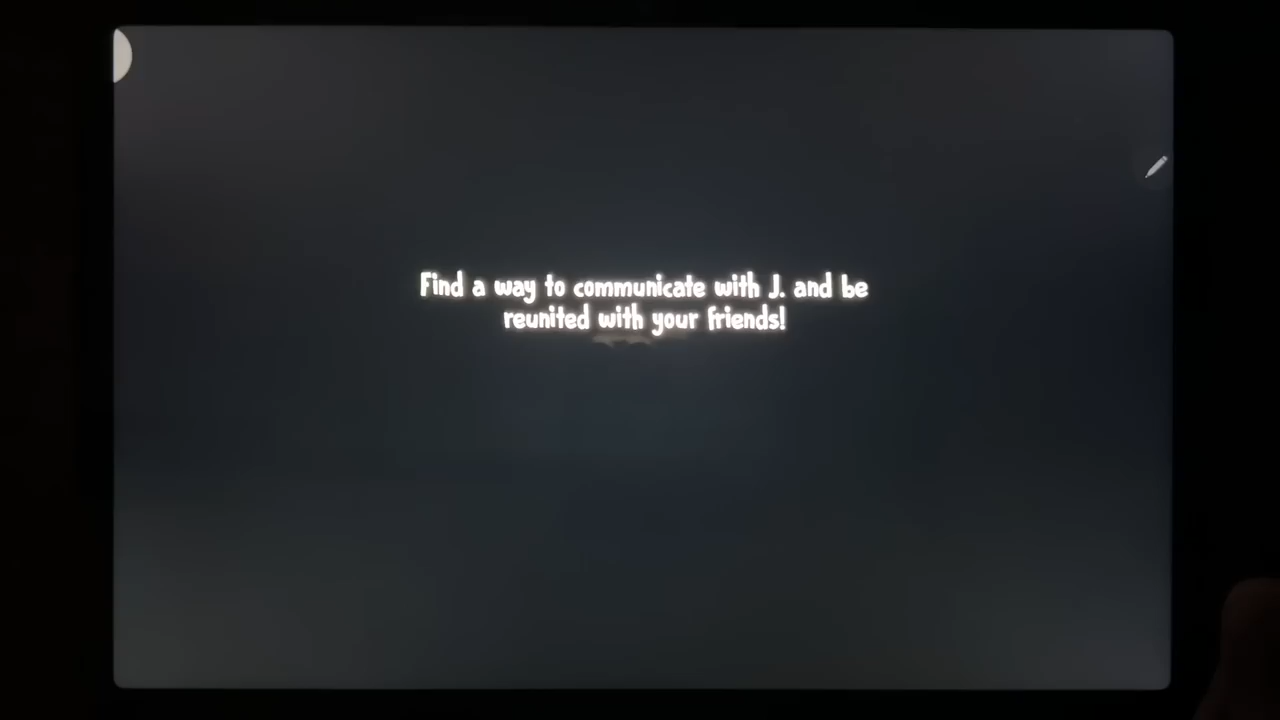 Find a way to communicate with J. and be
reunited with your friends!